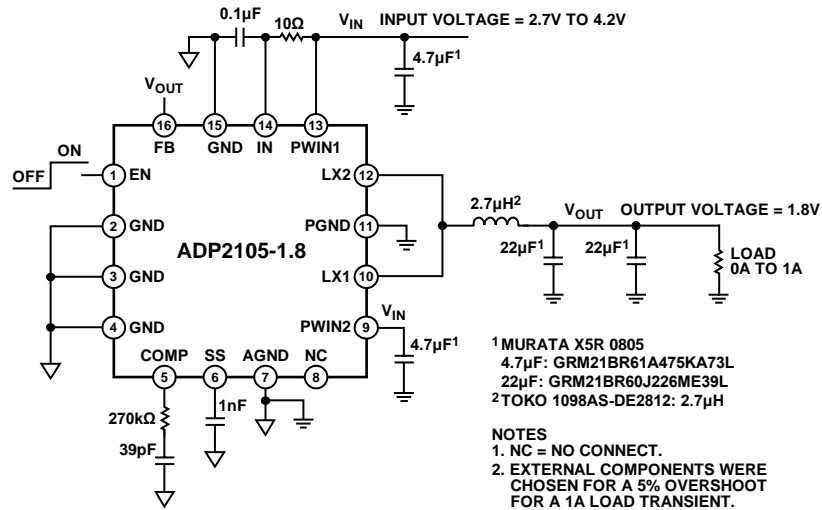 0.1µF
10Ω
VIN
INPUT VOLTAGE = 2.7V TO 4.2V
4.7µF1
VOUT
16
15
14
13
FB
GND
IN
PWIN1
ON
OFF
1
EN
LX2
12
2.7µH2
VOUT
OUTPUT VOLTAGE = 1.8V
2
GND
PGND
11
ADP2105-1.8
22µF1
22µF1
LOAD
0A TO 1A
3
GND
LX1
10
VIN
4
GND
PWIN2
9
4.7µF1
COMP
SS
AGND
NC
5
6
7
8
270kΩ
1nF
39pF
1 MURATA X5R 0805
4.7µF: GRM21BR61A475KA73L
22µF: GRM21BR60J226ME39L
2 TOKO 1098AS-DE2812: 2.7µH
NOTES
1. NC = NO CONNECT.
2. EXTERNAL COMPONENTS WERE
CHOSEN FOR A 5% OVERSHOOT
FOR A 1A LOAD TRANSIENT.